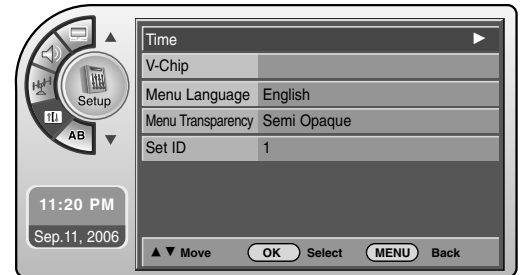 Setup
AB
11:20 PM
Sep.11, 2006
Time ►
V-Chip
Menu Language English
Menu Transparency Semi Opaque
Set ID 1
▲ ▼ Move OK Select MENU Back